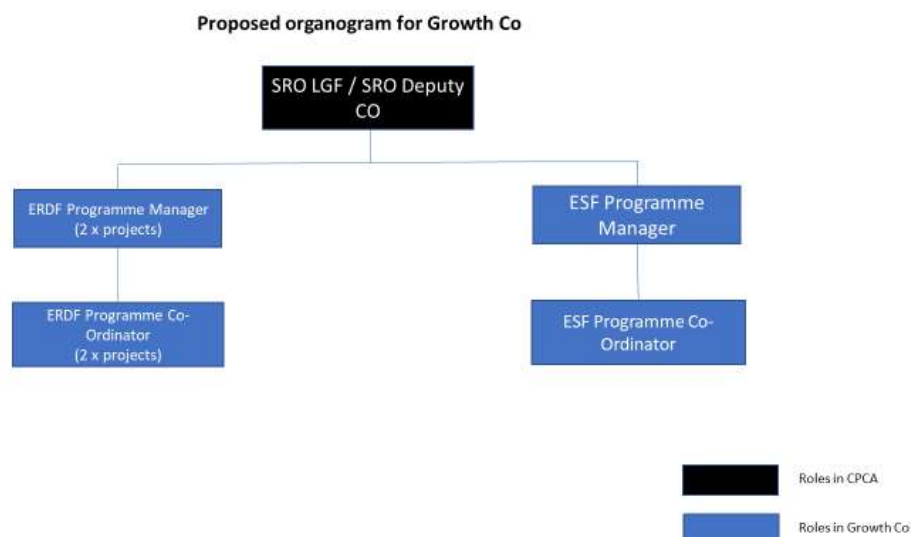 Proposed organogram for Growth Co
SRO LGF / SRO Deputy
CO
ERDF Programme Manager
(2 x projects)
ESF Programme
Manager
ERDF Programme Co-
Ordinator
(2 x projects)
ESF Programme Co-
Ordinator
Roles in CPCA
Roles in Growth Co